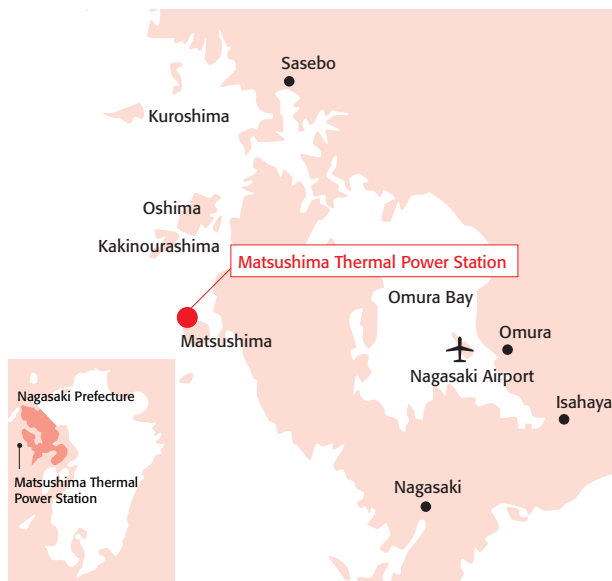 Sasebo
Kuroshima
Oshima
Kakinourashima
Matsushima Thermal Power Station
Omura Bay
Matsushima
Omura
Nagasaki Airport
Nagasaki Prefecture
Isahaya
Matsushima Thermal
Power Station
Nagasaki